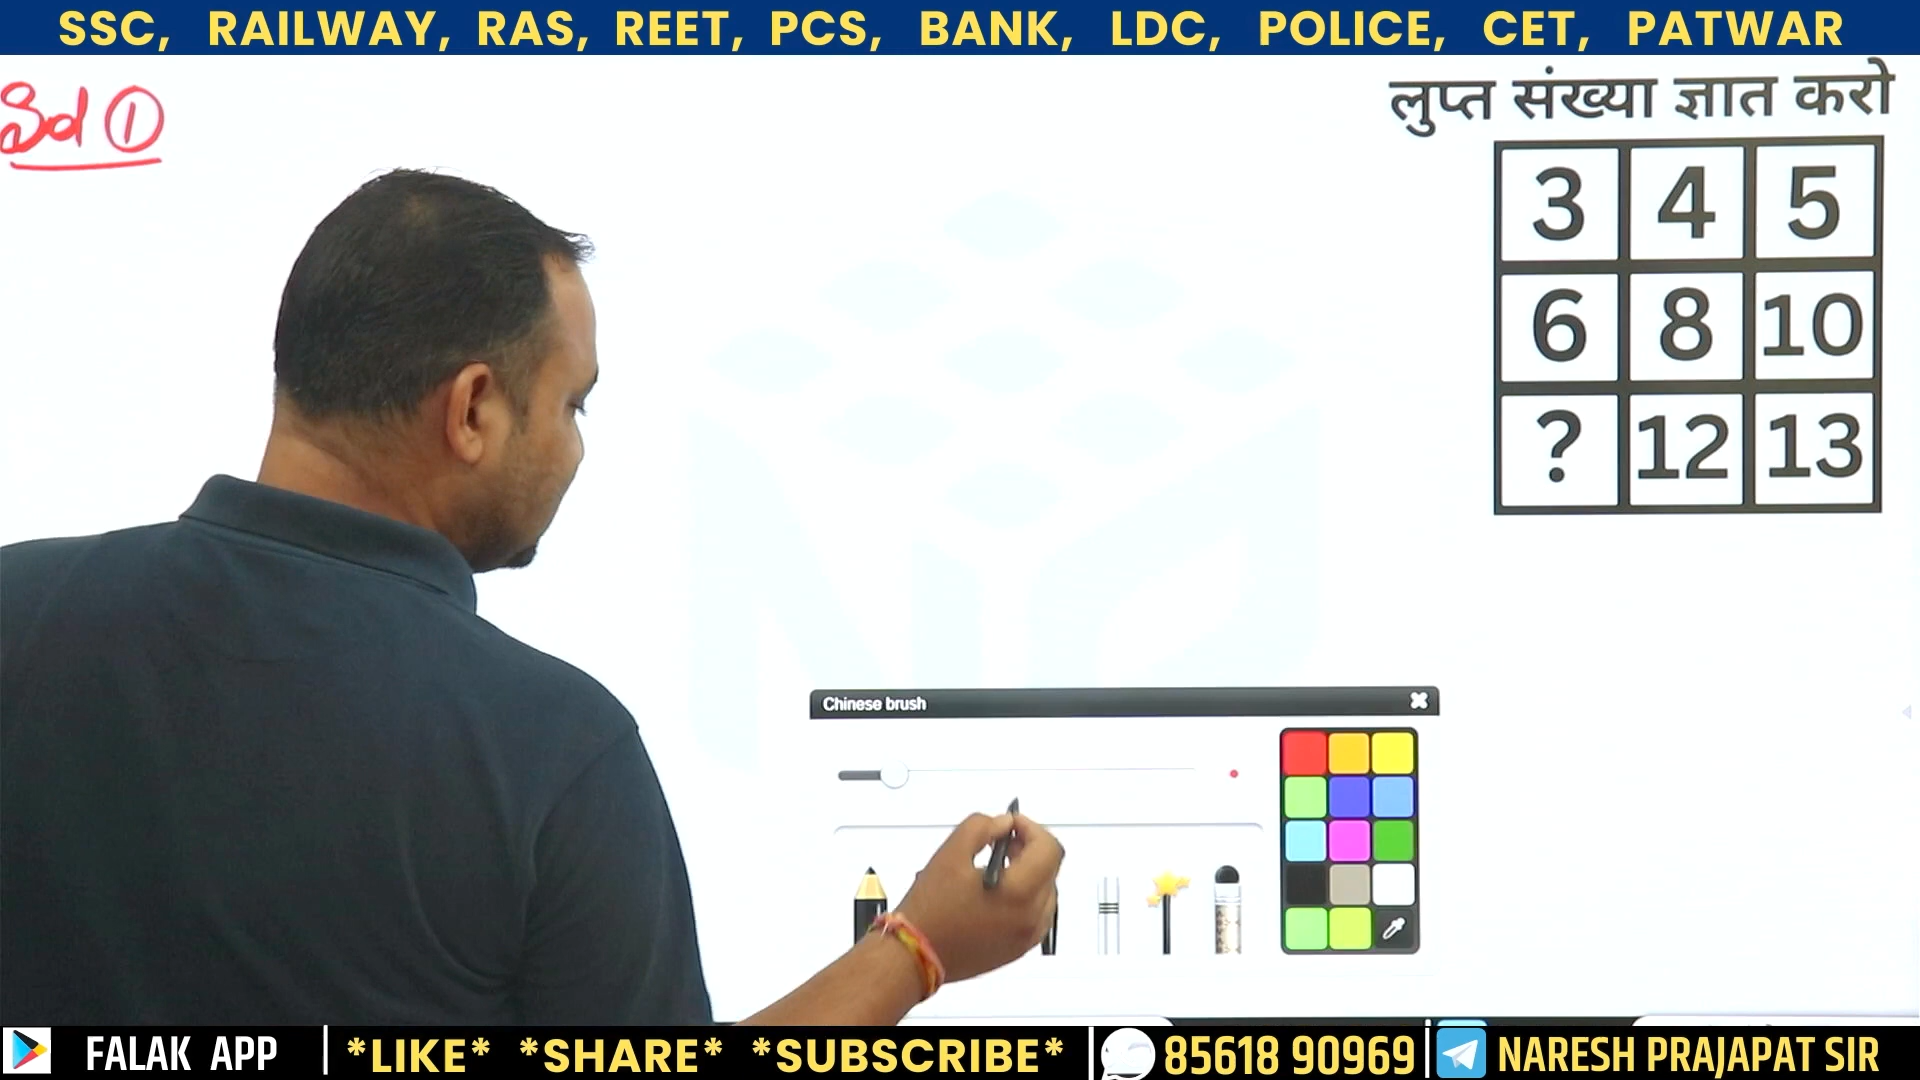 SSC, RAILWAY, RAS, REET, PCS, BANK, LDC, POLICE, CET, PATWAR
①
लुप्त संख्या ज्ञात करो
3 4 5
6 8 10
? 12 13
Chinese brush
FALAK APP | *LIKE* *SHARE* *SUBSCRIBE* | 85618 90969 | NARESH PRAJAPAT SIR